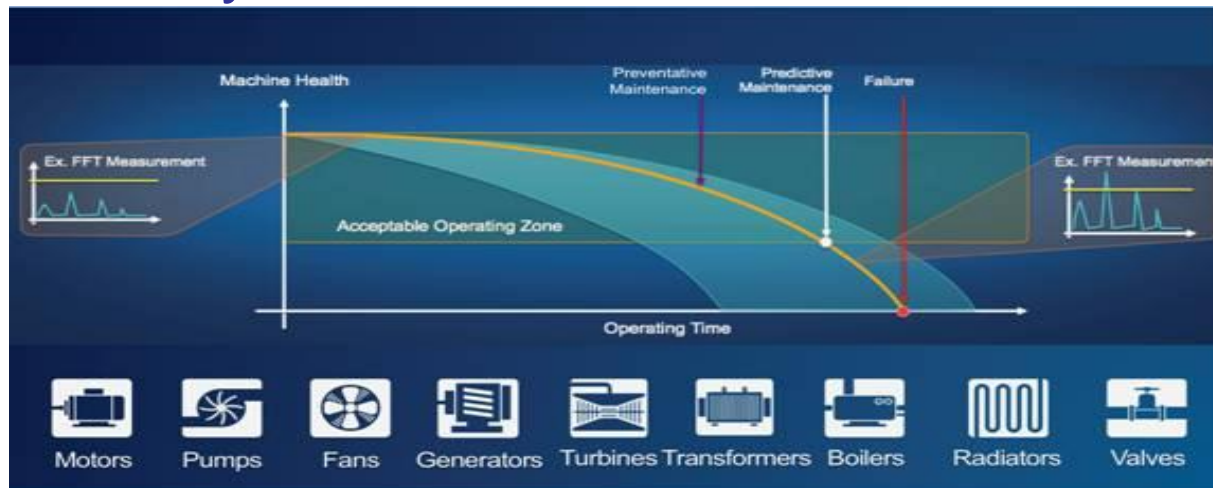 Machine Health
Preventative
Maintenance
Predictive
Maintenance
Failure
Ex. FFT Measurement
Ex. FFT Measurement
Acceptable Operating Zone
Operating Time
Motors Pumps Fans Generators Turbines Transformers Boilers Radiators Valves